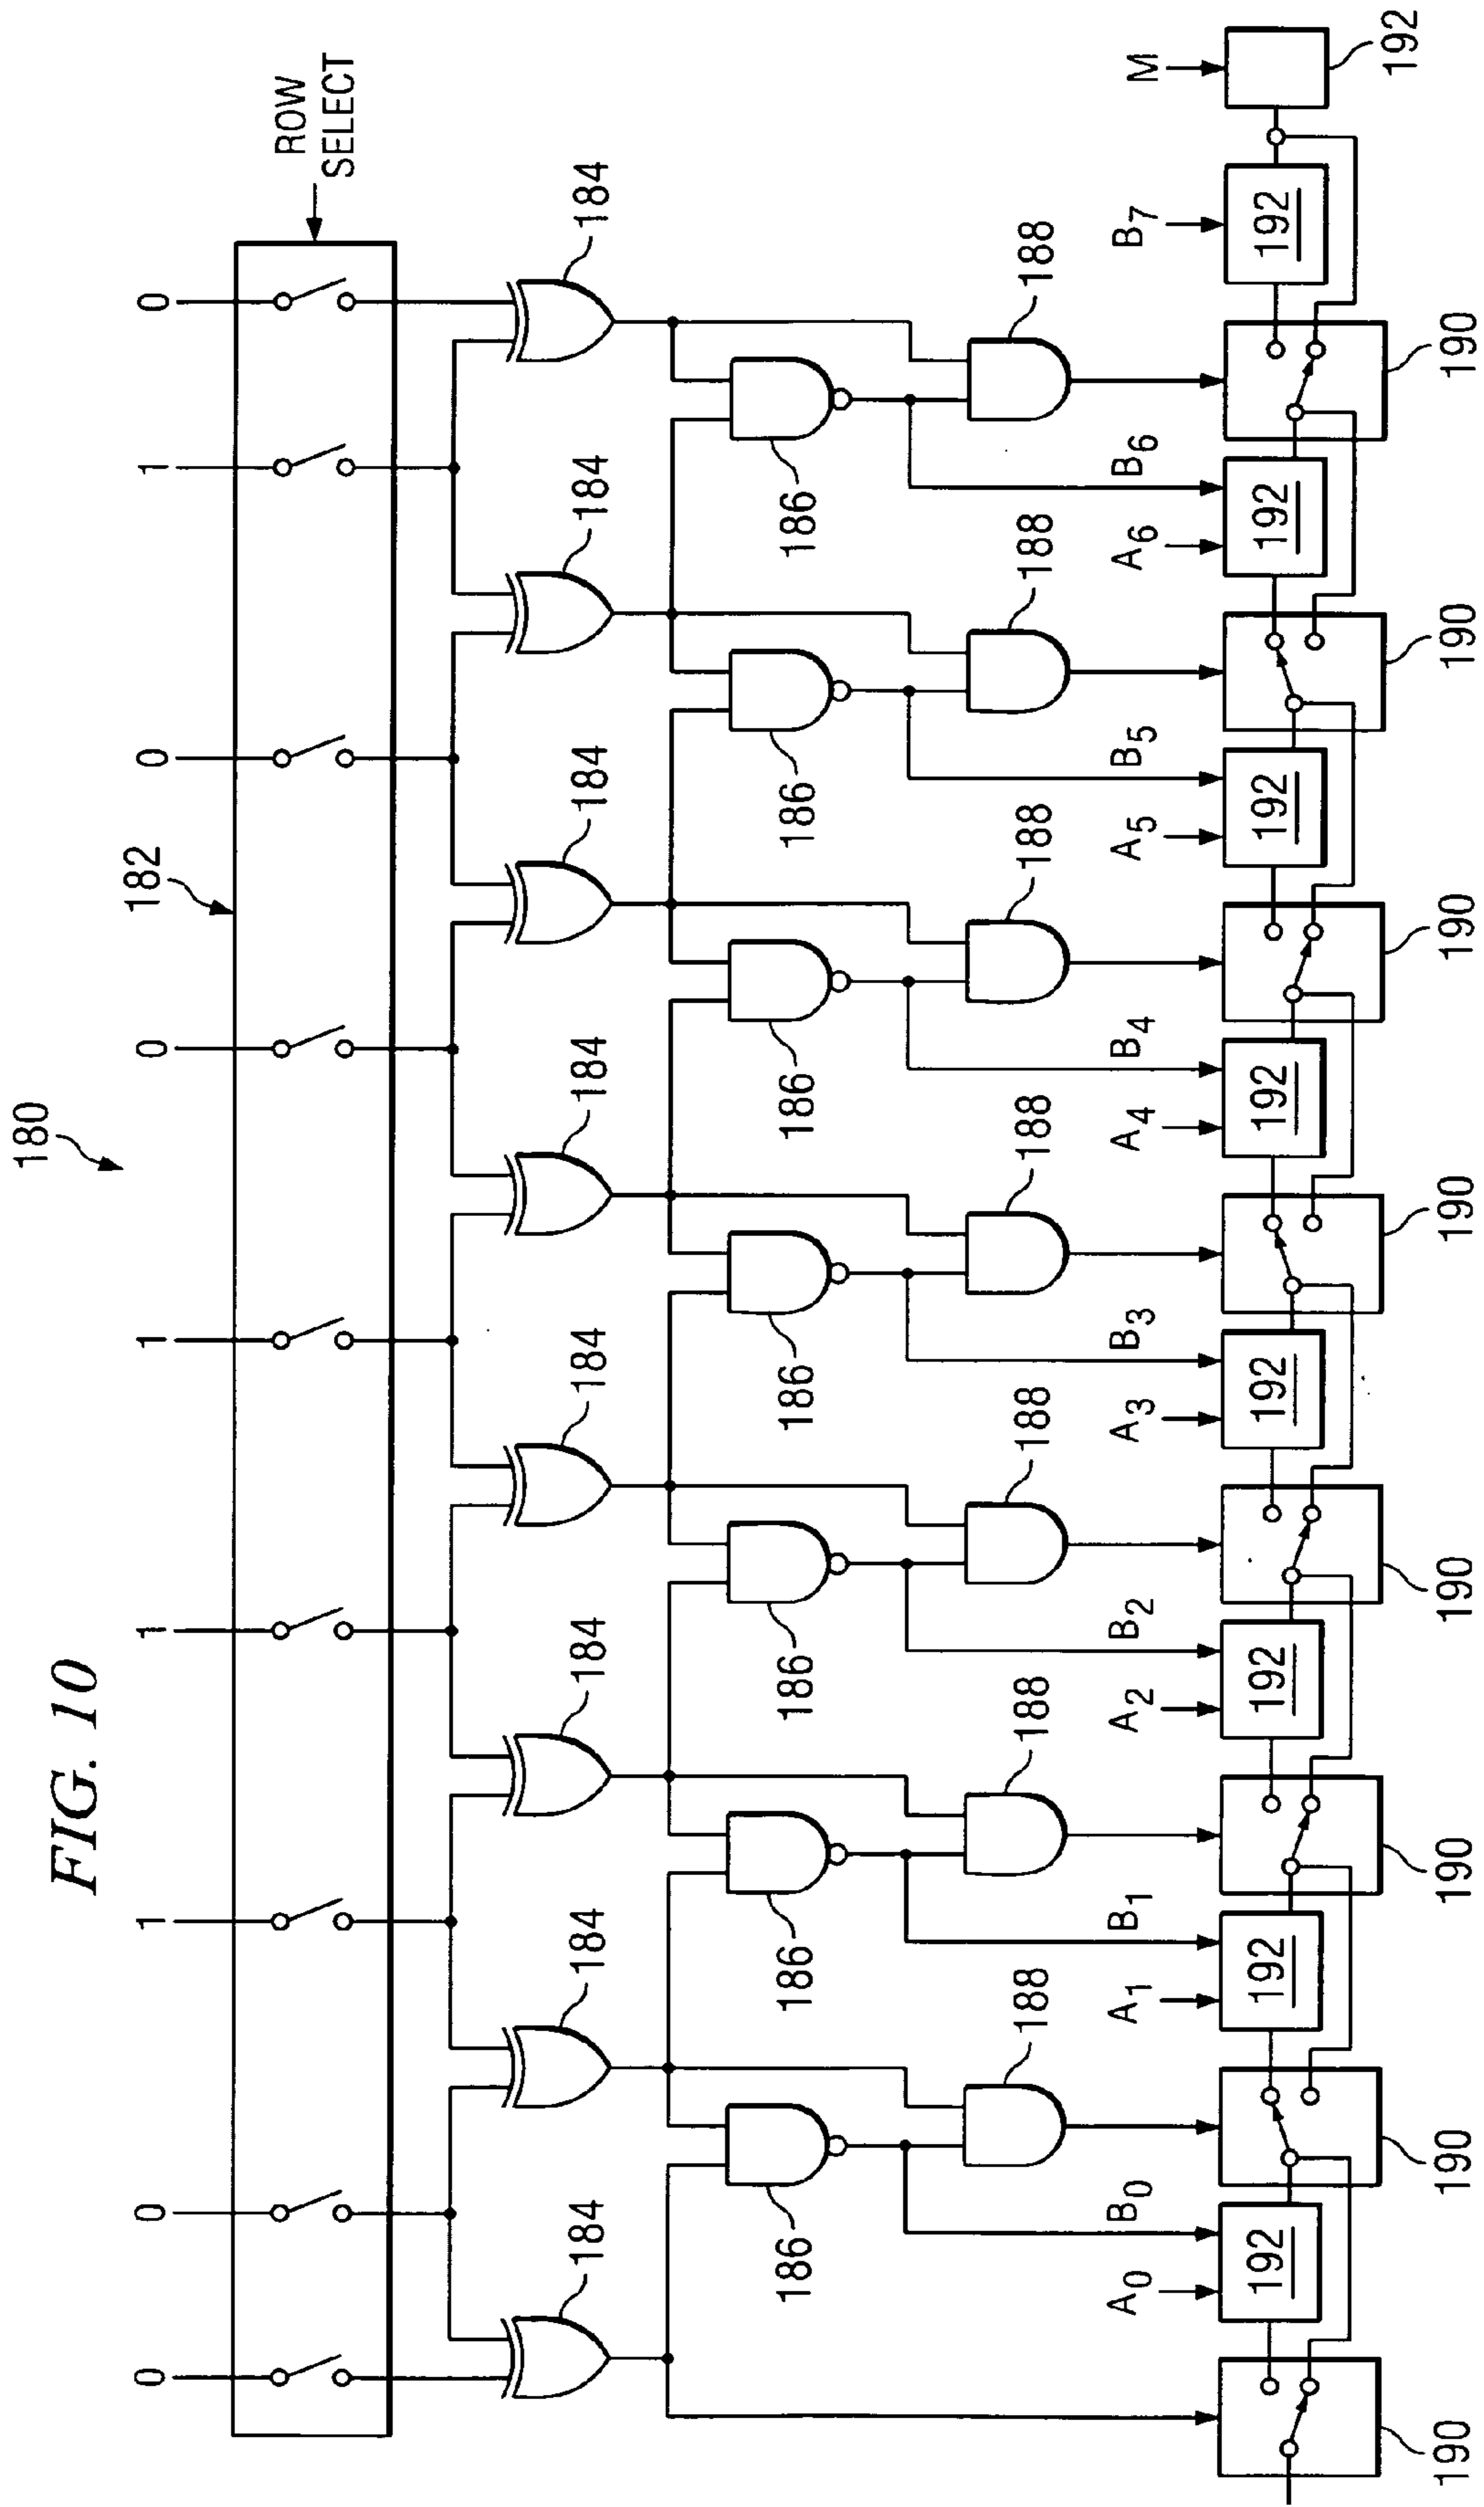 180
FIG. 10
182
0 0 1 1 1 0 0 1 0
ROW
SELECT
184 184 184 184 184 184 184 184
186 186 186 186 186 186 186
188 188 188 188 188 188 188
A0 B0 A1 B1 A2 B2 A3 B3 A4 B4 A5 B5 A6 B6 B7 M
192 192 192 192 192 192 192 192
192
190 190 190 190 190 190 190 190